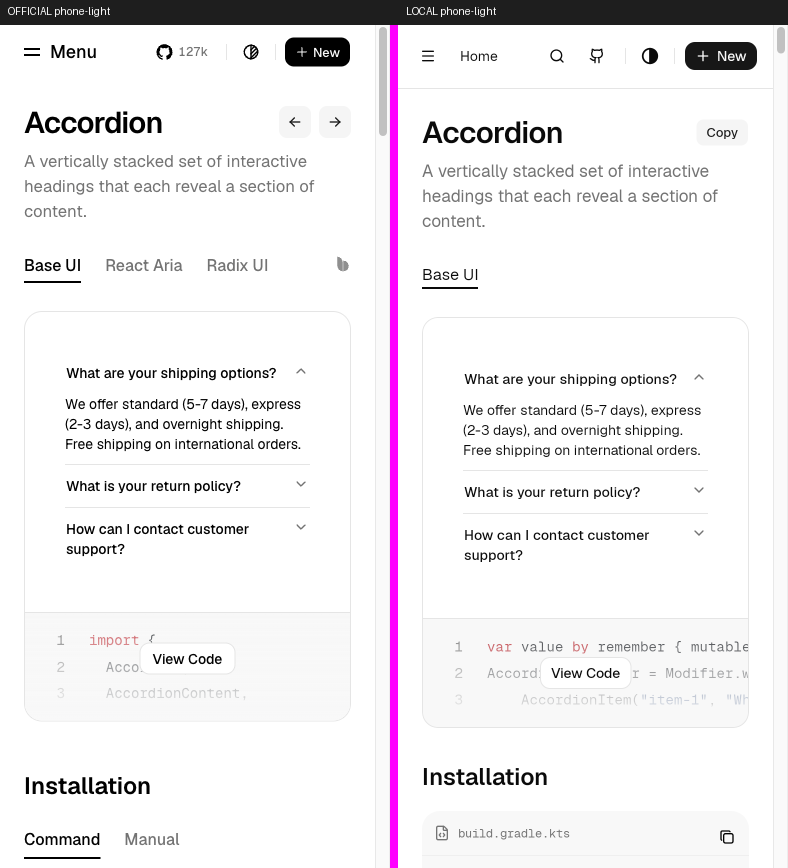 OFFICIAL phone-light
Menu
127k
New
Accordion
A vertically stacked set of interactive
headings that each reveal a section of
content.
Base UI
React Aria
Radix UI
What are your shipping options?
We offer standard (5-7 days), express
(2-3 days), and overnight shipping.
Free shipping on international orders.
What is your return policy?
How can I contact customer
support?
1 import {
2 Acco
View Code
3 AccordionContent,
Installation
Command
Manual
LOCAL phone-light
Home
New
Accordion
Copy
A vertically stacked set of interactive
headings that each reveal a section of
content.
Base UI
What are your shipping options?
We offer standard (5-7 days), express
(2-3 days), and overnight shipping.
Free shipping on international orders.
What is your return policy?
How can I contact customer
support?
1 var value by remember { mutable
2 Accord r = Modifier.w
View Code
3 AccordionItem("item-1", "Wh
Installation
build.gradle.kts